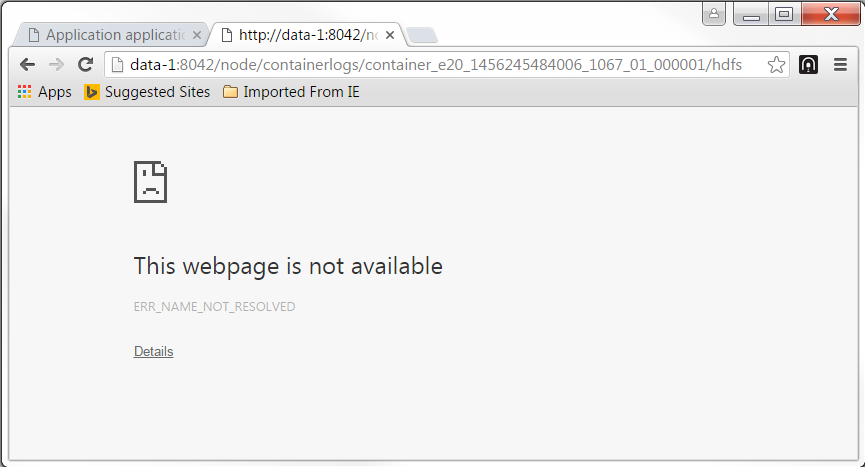 Application applicatio
http://data-1:8042/no
data-1:8042/node/containerlogs/container_e20_1456245484006_1067_01_000001/hdfs
Apps
Suggested Sites
Imported From IE
This webpage is not available
ERR_NAME_NOT_RESOLVED
Details